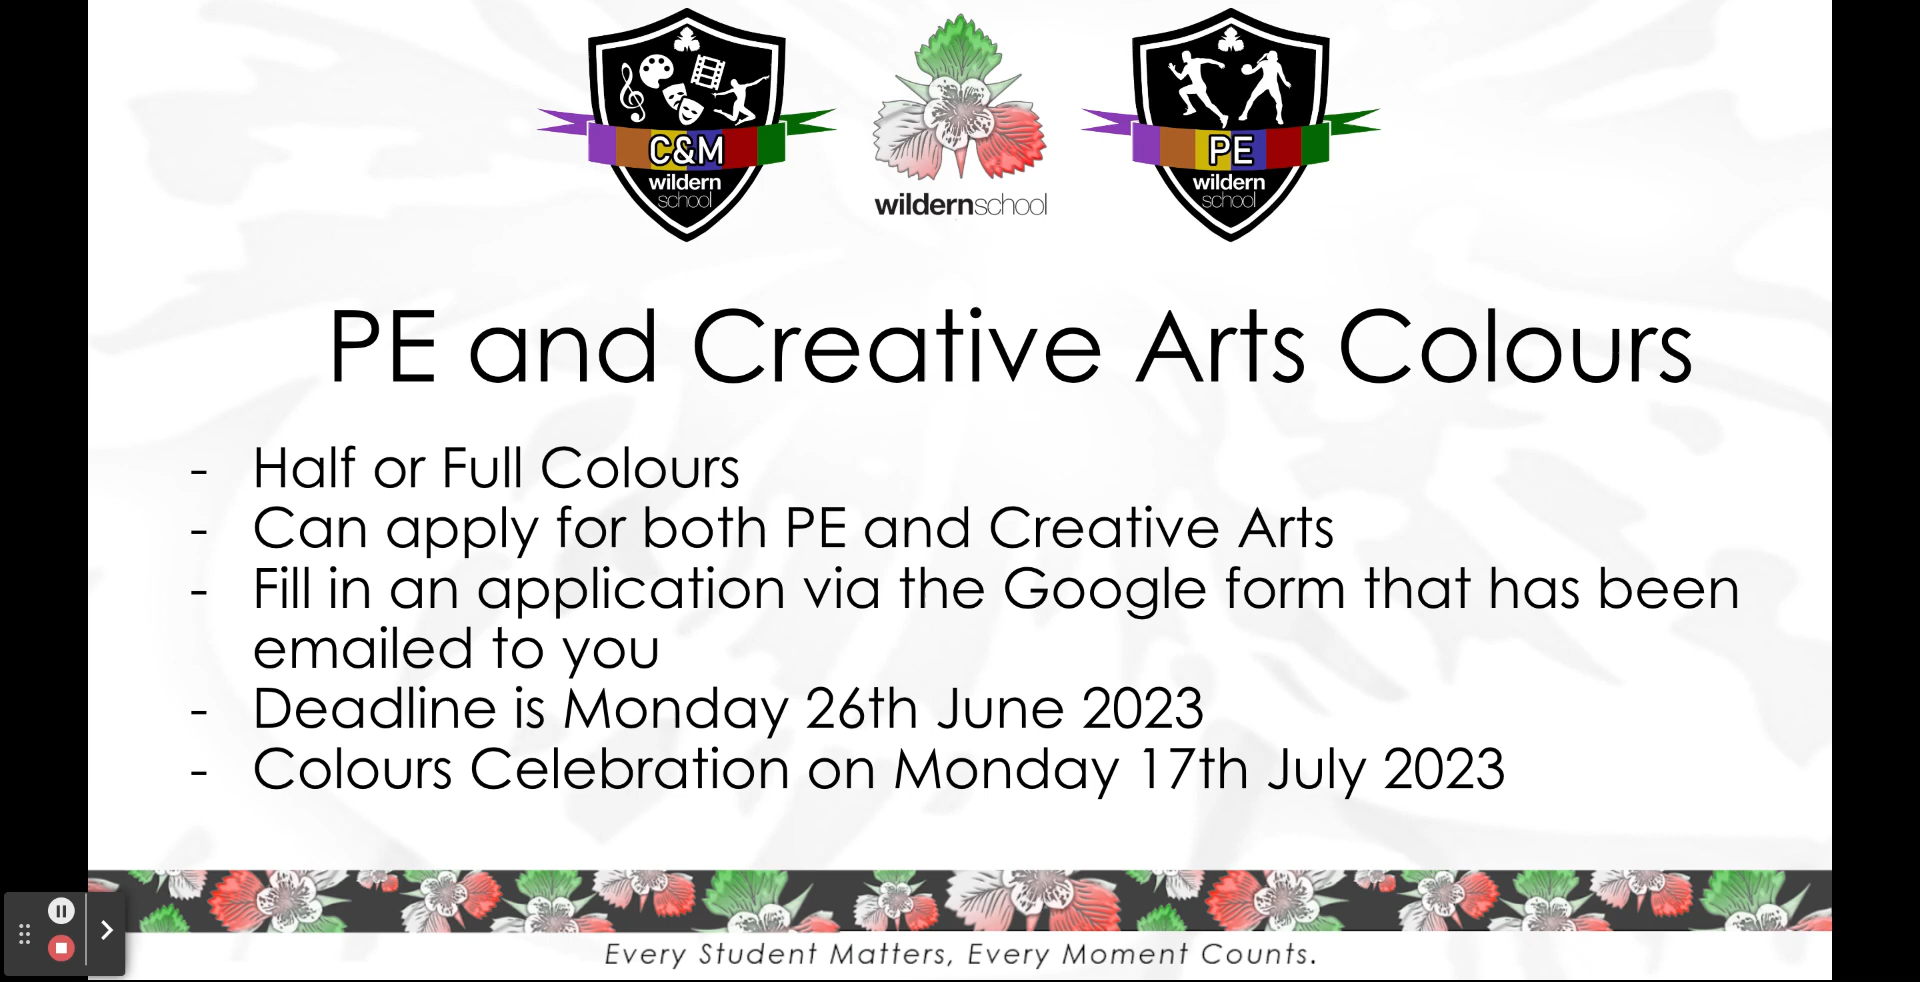 C&M
wildern
school
wildernschool
PE
wildern
school
PE and Creative Arts Colours
- Half or Full Colours
- Can apply for both PE and Creative Arts
- Fill in an application via the Google form that has been
emailed to you
- Deadline is Monday 26th June 2023
- Colours Celebration on Monday 17th July 2023
Every Student Matters, Every Moment Counts.